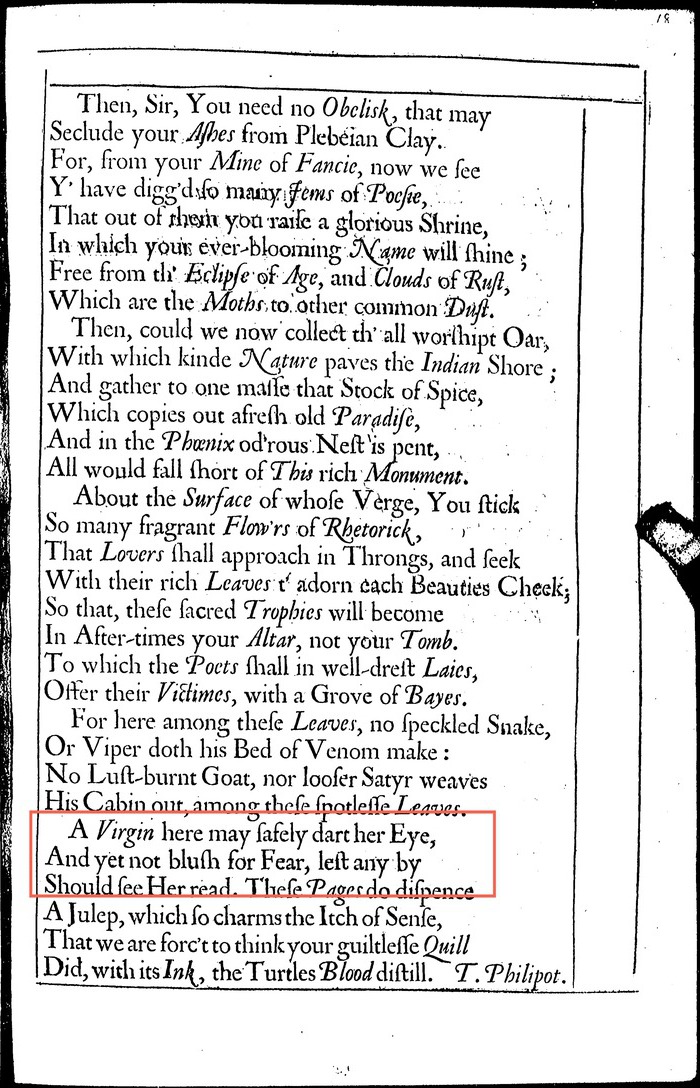 18
Then, Sir, You need no Obelisk, that may
Seclude your Aſhes from Plebeian Clay.
For, from your Mine of Fancie, now we ſee
Y' have digg'd ſo many Jems of Poeſie,
That out of them you raiſe a glorious Shrine,
In which your ever-blooming Name will ſhine ;
Free from th' Eclipſe of Age, and Clouds of Ruſt,
Which are the Moths to other common Duſt.
Then, could we now collect th' all worſhipt Oar,
With which kinde Nature paves the Indian Shore ;
And gather to one maſſe that Stock of Spice,
Which copies out afreſh old Paradiſe,
And in the Phœnix od'rous Neſt is pent,
All would fall ſhort of This rich Monument.
About the Surface of whoſe Verge, You ſtick
So many fragrant Flow'rs of Rhetorick,
That Lovers ſhall approach in Throngs, and ſeek
With their rich Leaves t' adorn each Beauties Cheek;
So that, theſe ſacred Trophies will become
In After-times your Altar, not your Tomb.
To which the Poets ſhall in well-dreſt Laies,
Offer their Victimes, with a Grove of Bayes.
For here among theſe Leaves, no ſpeckled Snake,
Or Viper doth his Bed of Venom make :
No Luſt-burnt Goat, nor looſer Satyr weaves
His Cabin out, among theſe ſpotleſſe Leaves.
A Virgin here may ſafely dart her Eye,
And yet not bluſh for Fear, leſt any by
Should ſee Her read. Theſe Pages do diſpence
A Julep, which ſo charms the Itch of Senſe,
That we are forc't to think your guiltleſſe Quill
Did, with its Ink, the Turtles Blood diſtill. T. Philipot.